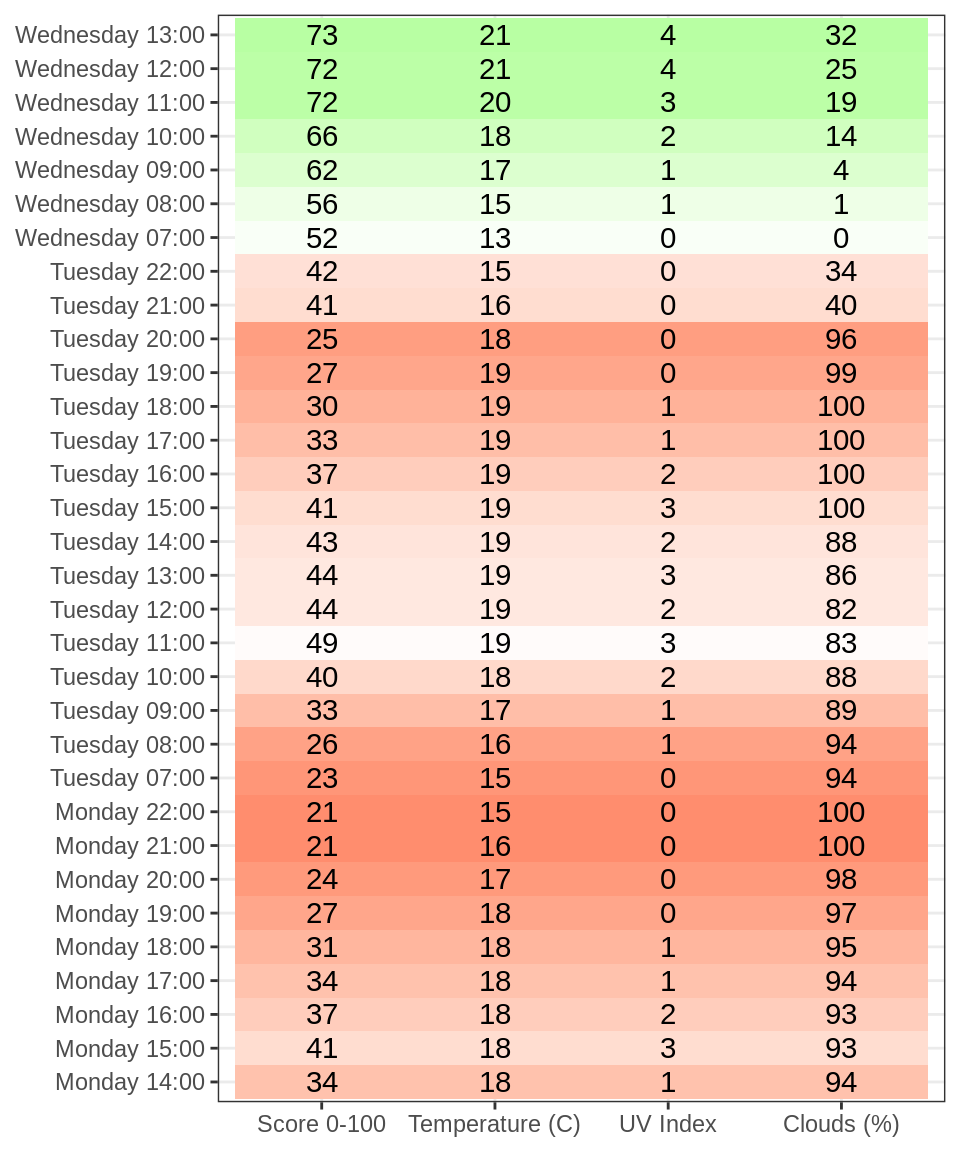 Wednesday 13:00 73 21 4 32
Wednesday 12:00 72 21 4 25
Wednesday 11:00 72 20 3 19
Wednesday 10:00 66 18 2 14
Wednesday 09:00 62 17 1 4
Wednesday 08:00 56 15 1 1
Wednesday 07:00 52 13 0 0
Tuesday 22:00 42 15 0 34
Tuesday 21:00 41 16 0 40
Tuesday 20:00 25 18 0 96
Tuesday 19:00 27 19 0 99
Tuesday 18:00 30 19 1 100
Tuesday 17:00 33 19 1 100
Tuesday 16:00 37 19 2 100
Tuesday 15:00 41 19 3 100
Tuesday 14:00 43 19 2 88
Tuesday 13:00 44 19 3 86
Tuesday 12:00 44 19 2 82
Tuesday 11:00 49 19 3 83
Tuesday 10:00 40 18 2 88
Tuesday 09:00 33 17 1 89
Tuesday 08:00 26 16 1 94
Tuesday 07:00 23 15 0 94
Monday 22:00 21 15 0 100
Monday 21:00 21 16 0 100
Monday 20:00 24 17 0 98
Monday 19:00 27 18 0 97
Monday 18:00 31 18 1 95
Monday 17:00 34 18 1 94
Monday 16:00 37 18 2 93
Monday 15:00 41 18 3 93
Monday 14:00 34 18 1 94
Score 0-100 Temperature (C) UV Index Clouds (%)